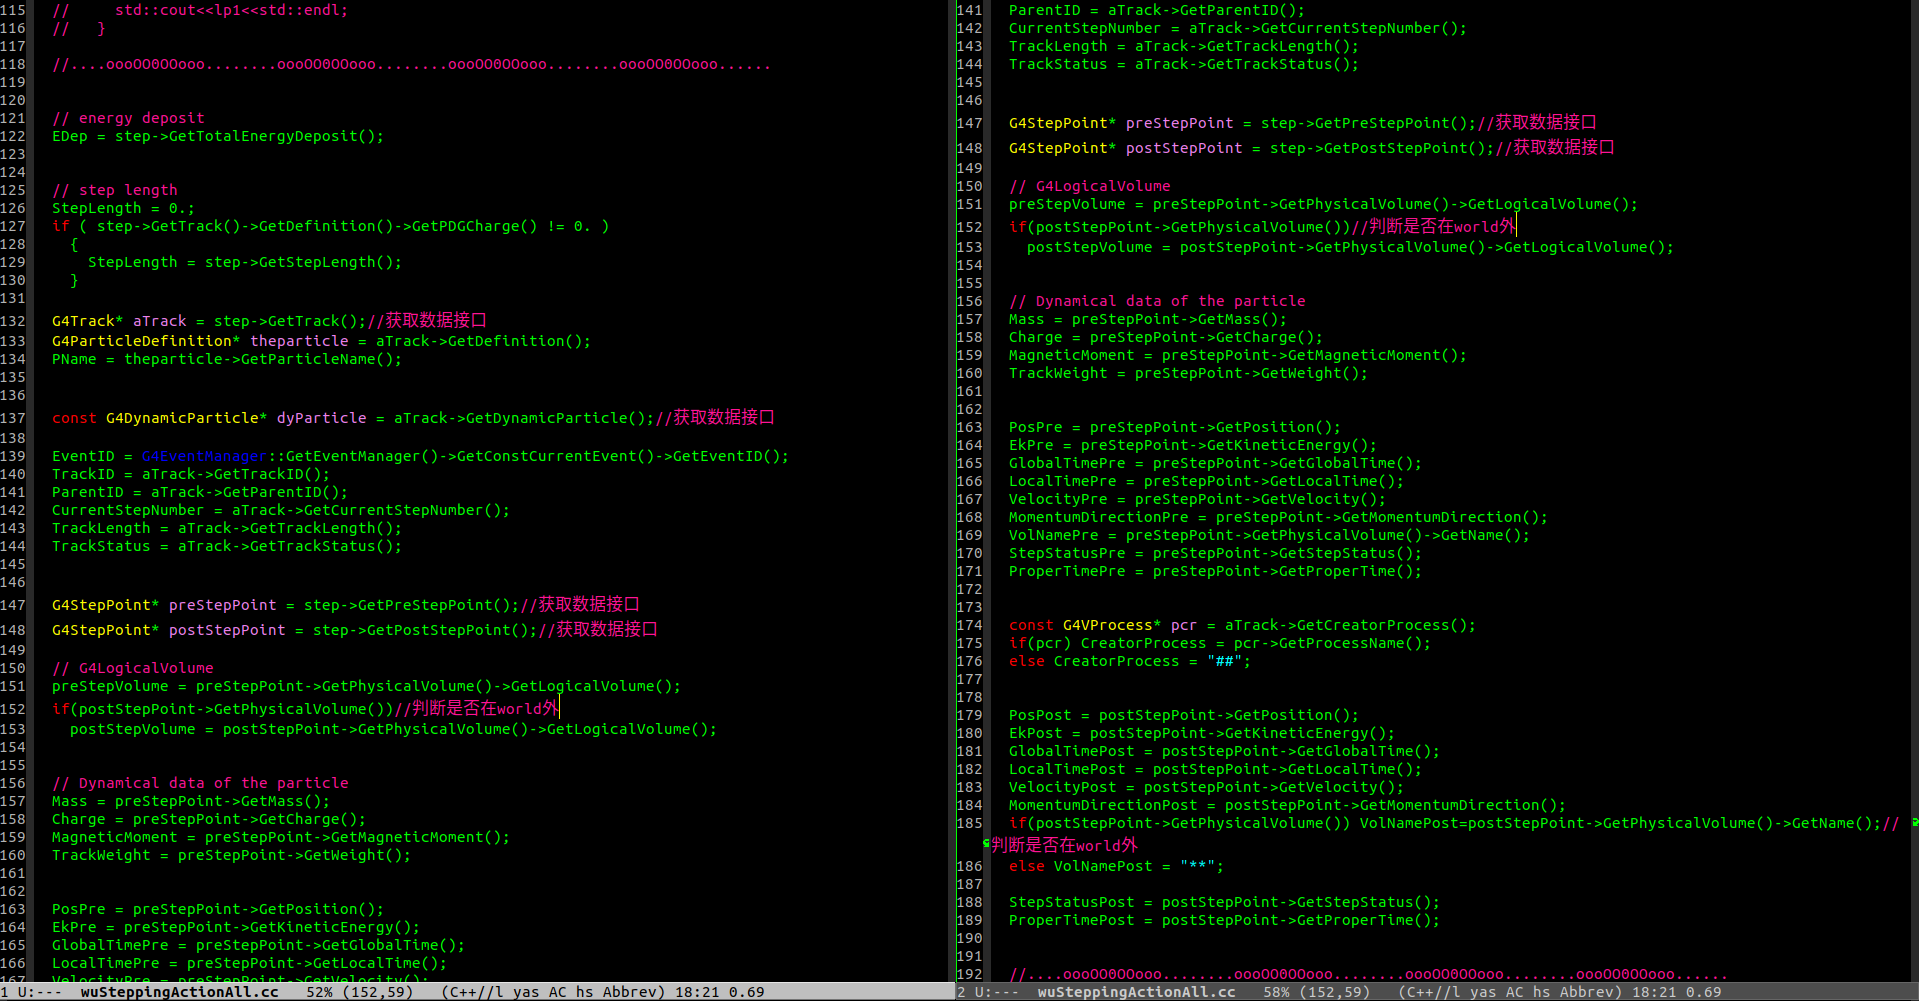 115 //     std::cout<<lp1<<std::endl;
116 //   }
117
118 //....oooOO0OOooo........oooOO0OOooo........oooOO0OOooo........oooOO0OOooo......
119
120
121 // energy deposit
122 EDep = step->GetTotalEnergyDeposit();
123
124
125 // step length
126 StepLength = 0.;
127 if ( step->GetTrack()->GetDefinition()->GetPDGCharge() != 0. )
128   {
129     StepLength = step->GetStepLength();
130   }
131
132 G4Track* aTrack = step->GetTrack();//获取数据接口
133 G4ParticleDefinition* theparticle = aTrack->GetDefinition();
134 PName = theparticle->GetParticleName();
135
136
137 const G4DynamicParticle* dyParticle = aTrack->GetDynamicParticle();//获取数据接口
138
139 EventID = G4EventManager::GetEventManager()->GetConstCurrentEvent()->GetEventID();
140 TrackID = aTrack->GetTrackID();
141 ParentID = aTrack->GetParentID();
142 CurrentStepNumber = aTrack->GetCurrentStepNumber();
143 TrackLength = aTrack->GetTrackLength();
144 TrackStatus = aTrack->GetTrackStatus();
145
146
147 G4StepPoint* preStepPoint = step->GetPreStepPoint();//获取数据接口
148 G4StepPoint* postStepPoint = step->GetPostStepPoint();//获取数据接口
149
150 // G4LogicalVolume
151 preStepVolume = preStepPoint->GetPhysicalVolume()->GetLogicalVolume();
152 if(postStepPoint->GetPhysicalVolume())//判断是否在world外
153   postStepVolume = postStepPoint->GetPhysicalVolume()->GetLogicalVolume();
154
155
156 // Dynamical data of the particle
157 Mass = preStepPoint->GetMass();
158 Charge = preStepPoint->GetCharge();
159 MagneticMoment = preStepPoint->GetMagneticMoment();
160 TrackWeight = preStepPoint->GetWeight();
161
162
163 PosPre = preStepPoint->GetPosition();
164 EkPre = preStepPoint->GetKineticEnergy();
165 GlobalTimePre = preStepPoint->GetGlobalTime();
166 LocalTimePre = preStepPoint->GetLocalTime();
167 VelocityPre = preStepPoint->GetVelocity();
1 U:---  wuSteppingActionAll.cc   52% (152,59)   (C++//l yas AC hs Abbrev) 18:21 0.69
141 ParentID = aTrack->GetParentID();
142 CurrentStepNumber = aTrack->GetCurrentStepNumber();
143 TrackLength = aTrack->GetTrackLength();
144 TrackStatus = aTrack->GetTrackStatus();
145
146
147 G4StepPoint* preStepPoint = step->GetPreStepPoint();//获取数据接口
148 G4StepPoint* postStepPoint = step->GetPostStepPoint();//获取数据接口
149
150 // G4LogicalVolume
151 preStepVolume = preStepPoint->GetPhysicalVolume()->GetLogicalVolume();
152 if(postStepPoint->GetPhysicalVolume())//判断是否在world外
153   postStepVolume = postStepPoint->GetPhysicalVolume()->GetLogicalVolume();
154
155
156 // Dynamical data of the particle
157 Mass = preStepPoint->GetMass();
158 Charge = preStepPoint->GetCharge();
159 MagneticMoment = preStepPoint->GetMagneticMoment();
160 TrackWeight = preStepPoint->GetWeight();
161
162
163 PosPre = preStepPoint->GetPosition();
164 EkPre = preStepPoint->GetKineticEnergy();
165 GlobalTimePre = preStepPoint->GetGlobalTime();
166 LocalTimePre = preStepPoint->GetLocalTime();
167 VelocityPre = preStepPoint->GetVelocity();
168 MomentumDirectionPre = preStepPoint->GetMomentumDirection();
169 VolNamePre = preStepPoint->GetPhysicalVolume()->GetName();
170 StepStatusPre = preStepPoint->GetStepStatus();
171 ProperTimePre = preStepPoint->GetProperTime();
172
173
174 const G4VProcess* pcr = aTrack->GetCreatorProcess();
175 if(pcr) CreatorProcess = pcr->GetProcessName();
176 else CreatorProcess = "##";
177
178
179 PosPost = postStepPoint->GetPosition();
180 EkPost = postStepPoint->GetKineticEnergy();
181 GlobalTimePost = postStepPoint->GetGlobalTime();
182 LocalTimePost = postStepPoint->GetLocalTime();
183 VelocityPost = postStepPoint->GetVelocity();
184 MomentumDirectionPost = postStepPoint->GetMomentumDirection();
185 if(postStepPoint->GetPhysicalVolume()) VolNamePost=postStepPoint->GetPhysicalVolume()->GetName();//
判断是否在world外
186 else VolNamePost = "**";
187
188 StepStatusPost = postStepPoint->GetStepStatus();
189 ProperTimePost = postStepPoint->GetProperTime();
190
191
192 //....oooOO0OOooo........oooOO0OOooo........oooOO0OOooo........oooOO0OOooo......
2 U:---  wuSteppingActionAll.cc   58% (152,59)   (C++//l yas AC hs Abbrev) 18:21 0.69